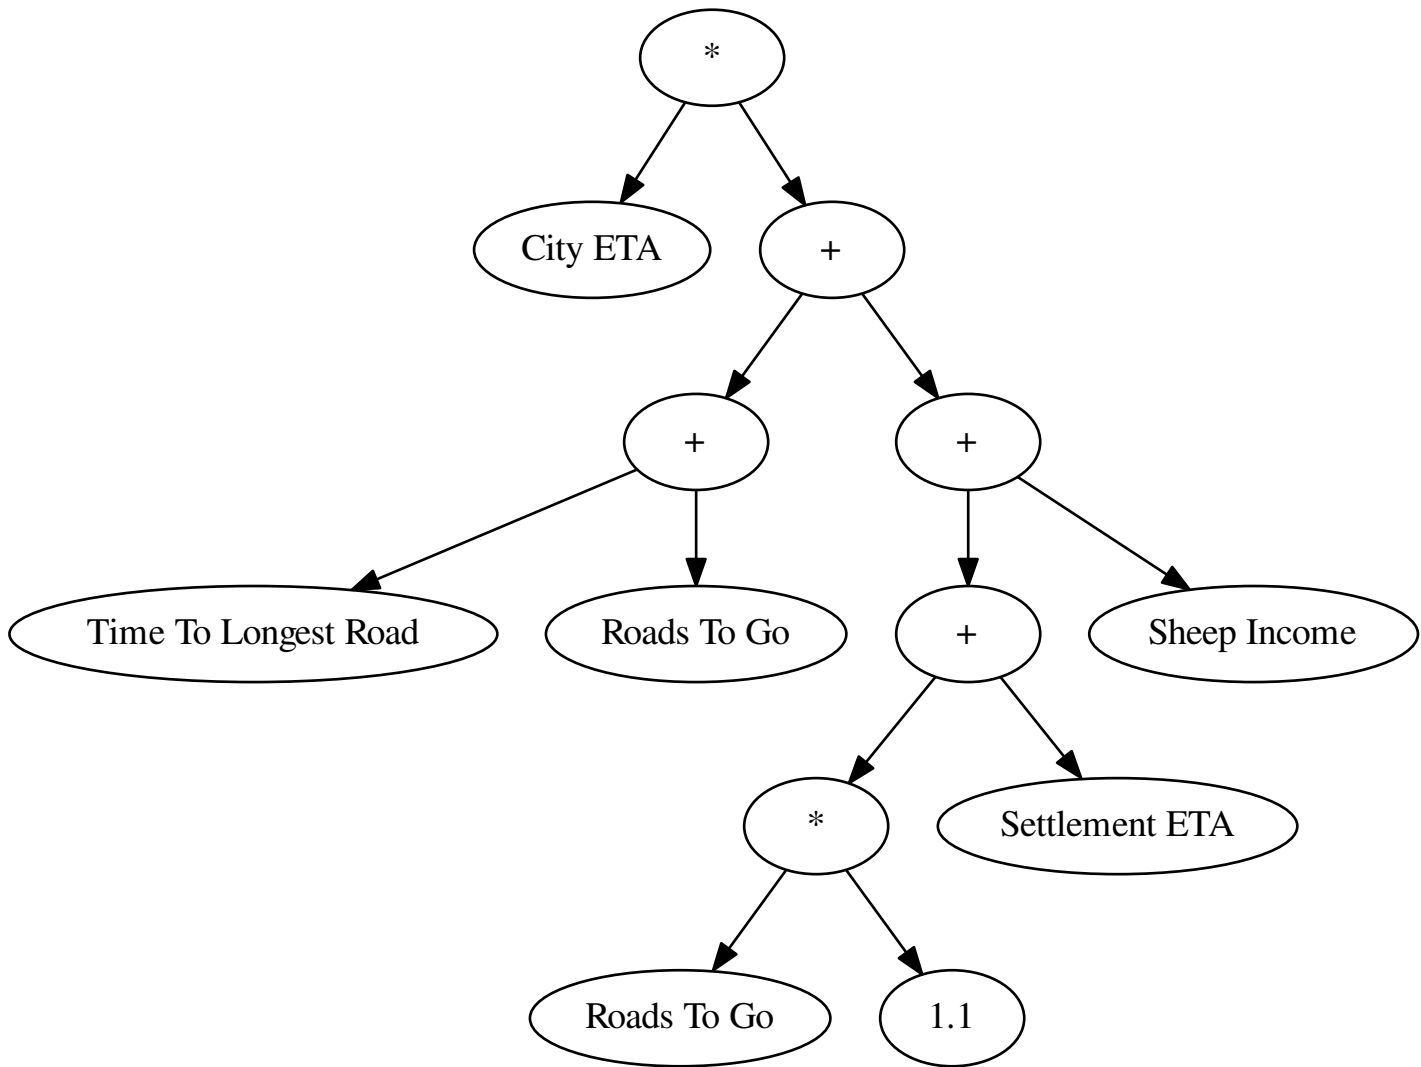 *
City ETA
+
+
+
Time To Longest Road
Roads To Go
+
Sheep Income
*
Settlement ETA
Roads To Go
1.1